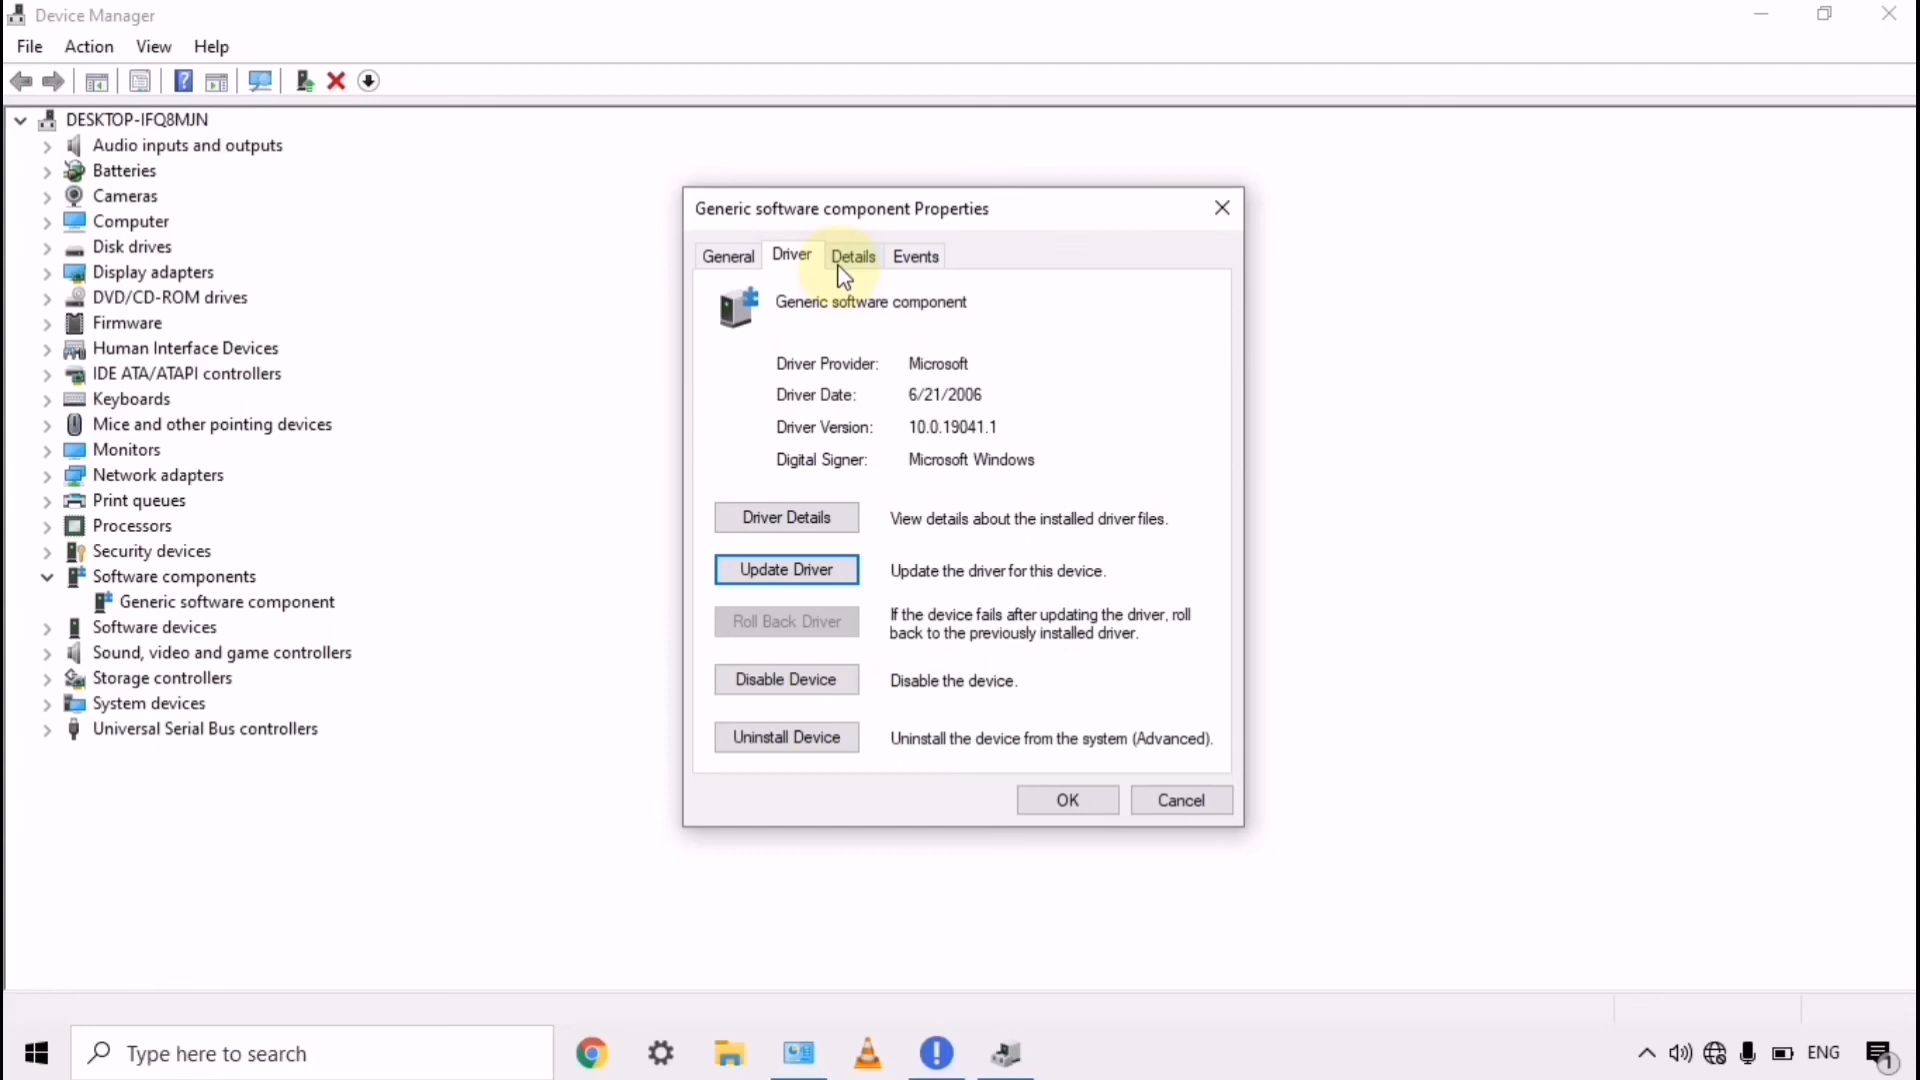 Device Manager
File Action View Help
DESKTOP-IFQ8MJN
Audio inputs and outputs
Batteries
Cameras
Computer
Disk drives
Display adapters
DVD/CD-ROM drives
Firmware
Human Interface Devices
IDE ATA/ATAPI controllers
Keyboards
Mice and other pointing devices
Monitors
Network adapters
Print queues
Processors
Security devices
Software components
Generic software component
Software devices
Sound, video and game controllers
Storage controllers
System devices
Universal Serial Bus controllers
Generic software component Properties
General Driver Details Events
Generic software component
Driver Provider: Microsoft
Driver Date: 6/21/2006
Driver Version: 10.0.19041.1
Digital Signer: Microsoft Windows
Driver Details View details about the installed driver files.
Update Driver Update the driver for this device.
Roll Back Driver If the device fails after updating the driver, roll
back to the previously installed driver.
Disable Device Disable the device.
Uninstall Device Uninstall the device from the system (Advanced).
OK Cancel
Type here to search
ENG
1